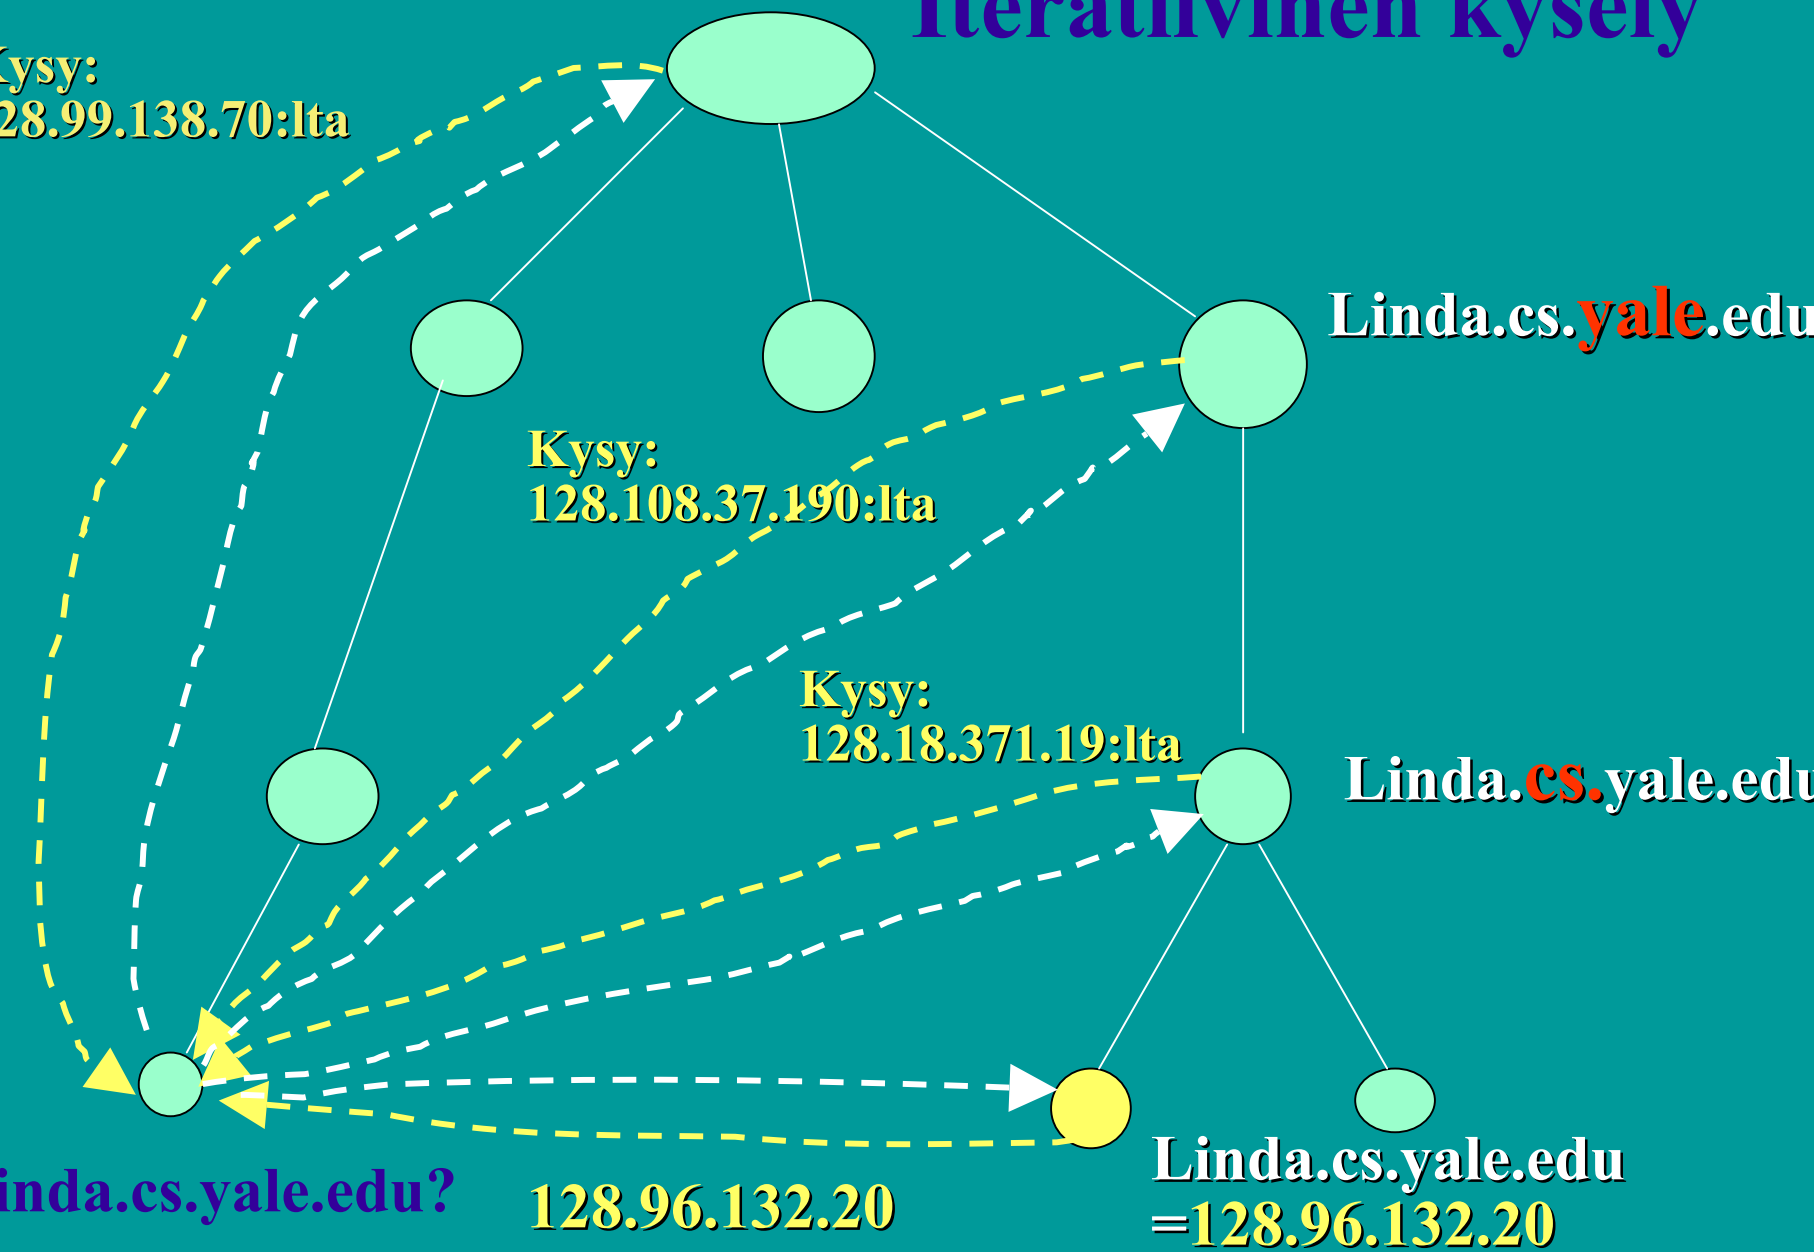 Iteratiivinen kysely
Kysy:
28.99.138.70:lta
Linda.cs.yale.edu
Kysy:
128.108.37.190:lta
Kysy:
128.18.371.19:lta
Linda.cs.yale.edu
Linda.cs.yale.edu
=128.96.132.20
inda.cs.yale.edu?
128.96.132.20